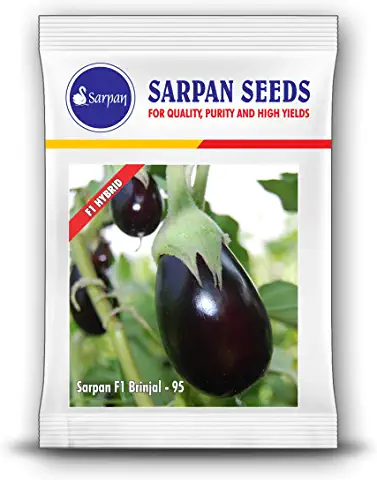 Sarpan
SARPAN SEEDS
FOR QUALITY, PURITY AND HIGH YIELDS
F1 HYBRID
Sarpan F1 Brinjal - 95